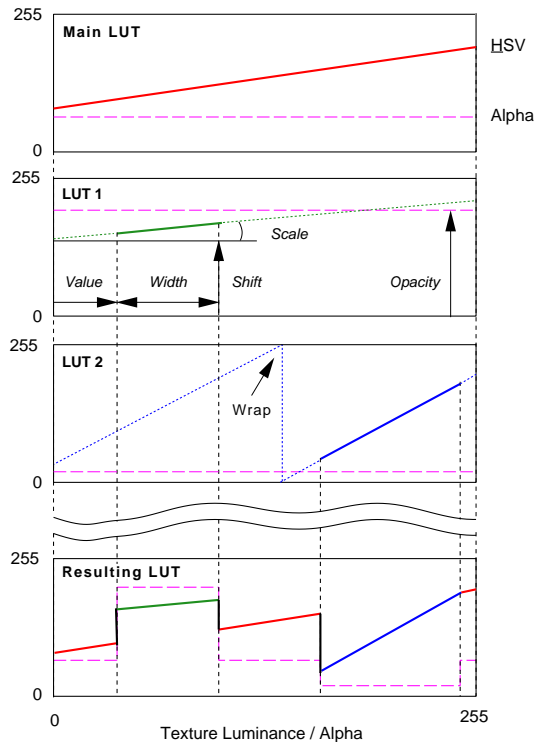 255
Main LUT
HSV
Alpha
0
255
LUT 1
Scale
Value
Width
Shift
Opacity
0
255
LUT 2
Wrap
0
255
Resulting LUT
0
0
255
Texture Luminance / Alpha